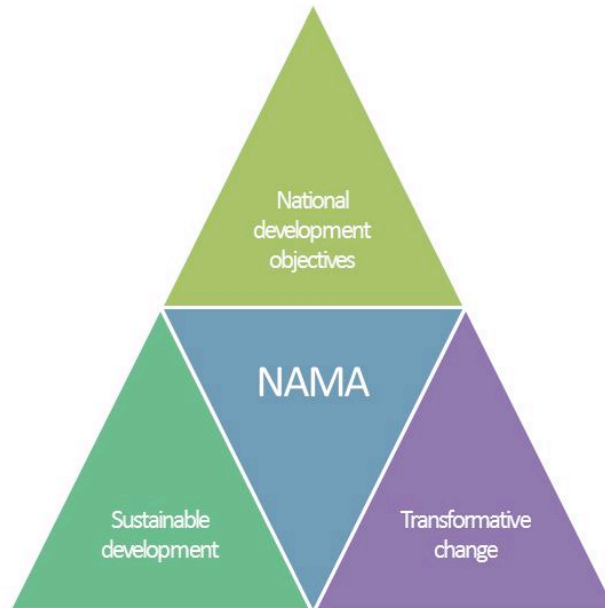 National
development
objectives
NAMA
Sustainable
development
Transformative
change